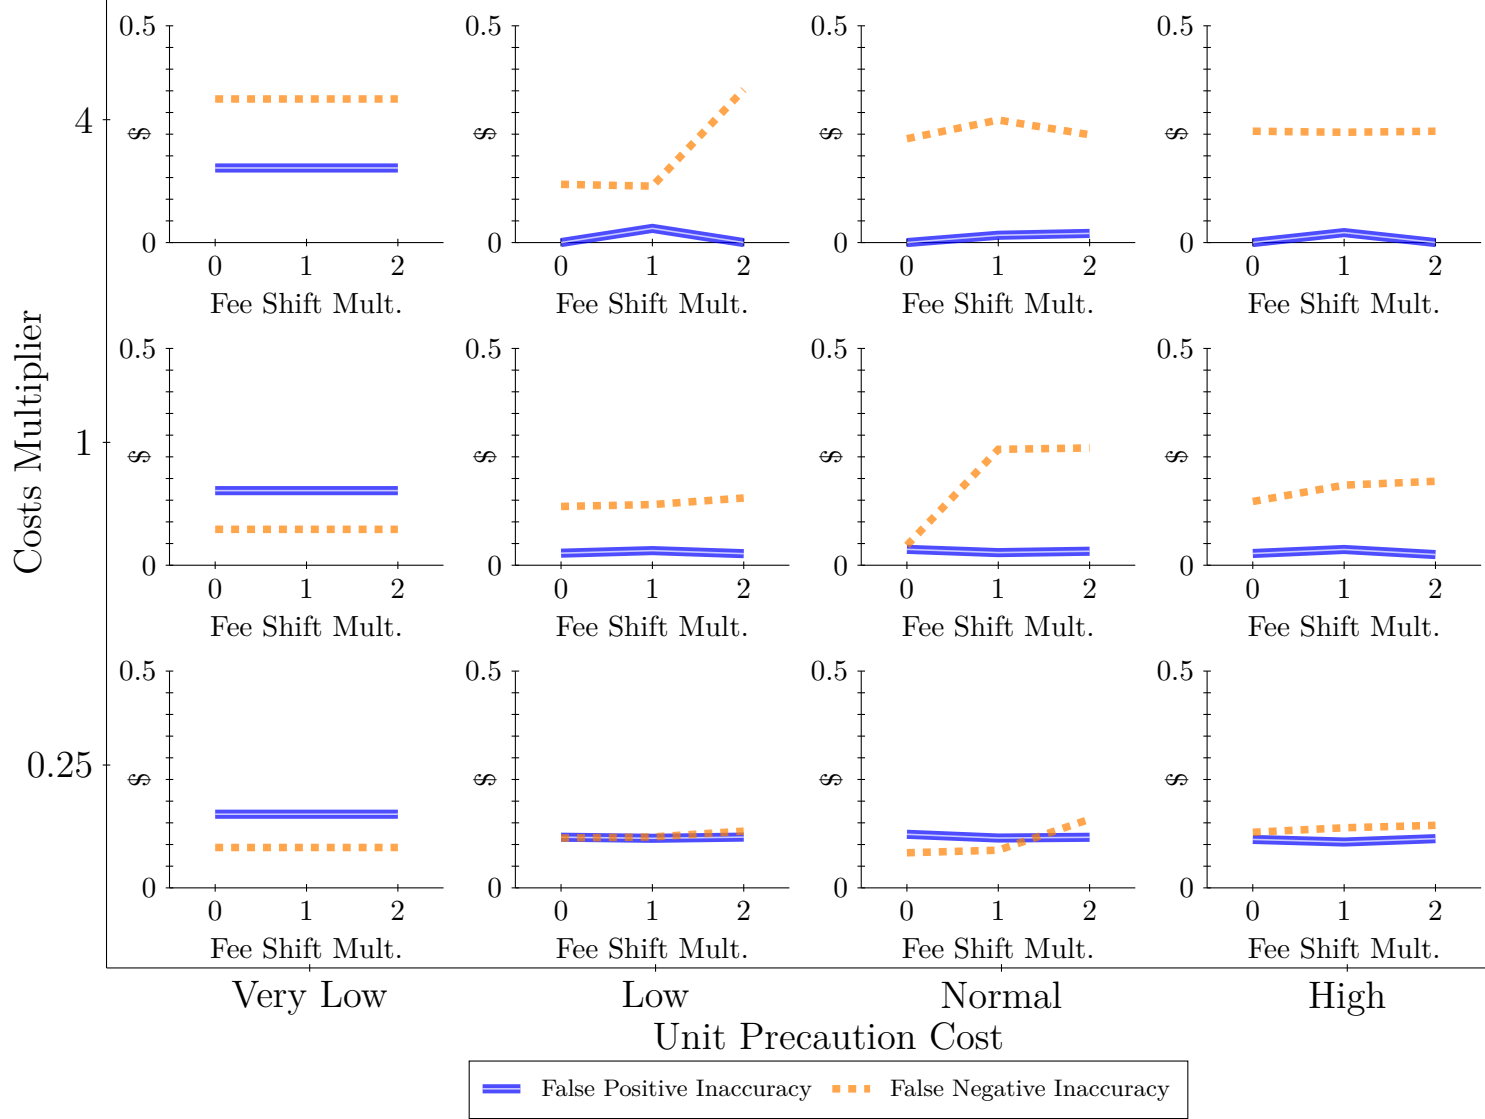 Costs Multiplier
4
0.5
$
0
0 1 2
Fee Shift Mult.
0.5
$
0
0 1 2
Fee Shift Mult.
0.5
$
0
0 1 2
Fee Shift Mult.
0.5
$
0
0 1 2
Fee Shift Mult.
1
0.5
$
0
0 1 2
Fee Shift Mult.
0.5
$
0
0 1 2
Fee Shift Mult.
0.5
$
0
0 1 2
Fee Shift Mult.
0.5
$
0
0 1 2
Fee Shift Mult.
0.25
0.5
$
0
0 1 2
Fee Shift Mult.
0.5
$
0
0 1 2
Fee Shift Mult.
0.5
$
0
0 1 2
Fee Shift Mult.
0.5
$
0
0 1 2
Fee Shift Mult.
Very Low Low Normal High
Unit Precaution Cost
False Positive Inaccuracy False Negative Inaccuracy